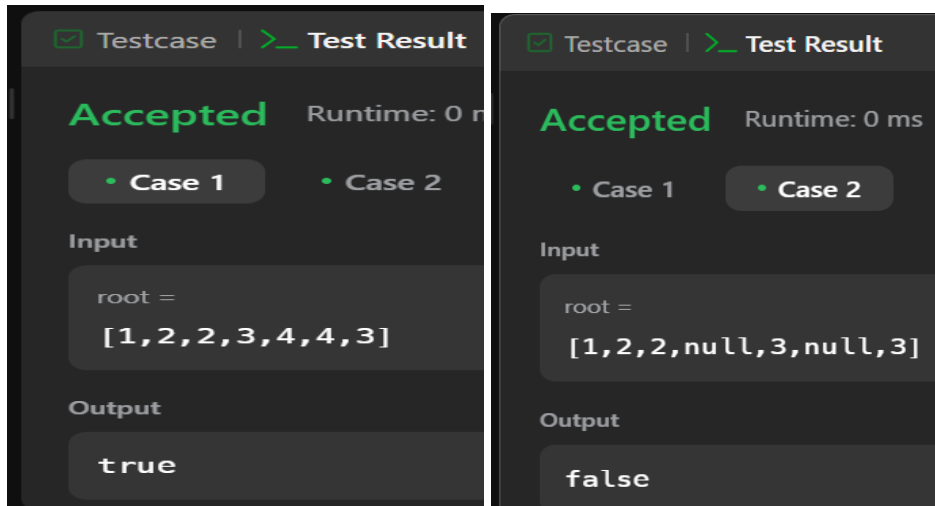 Testcase | >_ Test Result
Accepted Runtime: 0 m
• Case 1 • Case 2
Input
root =
[1,2,2,3,4,4,3]
Output
true
Testcase | >_ Test Result
Accepted Runtime: 0 ms
• Case 1 • Case 2
Input
root =
[1,2,2,null,3,null,3]
Output
false